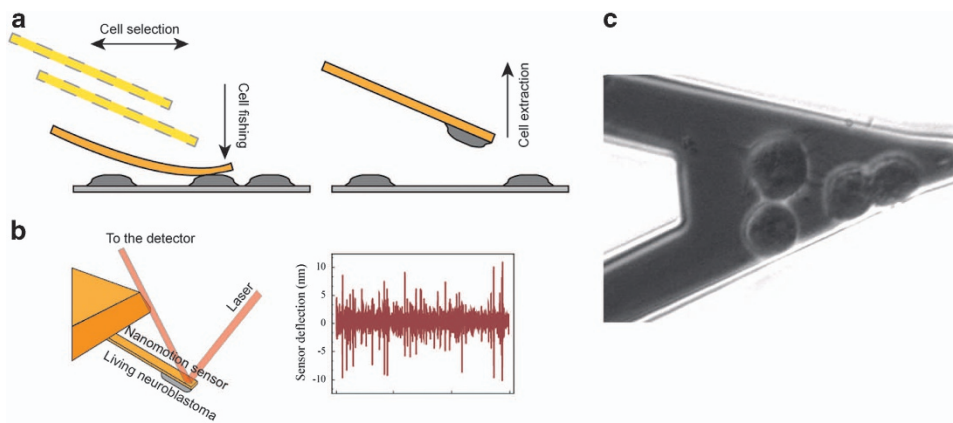 a
Cell selection
Cell fishing
Cell extraction
b
To the detector
Laser
Nanomotion sensor
Living neuroblastoma
Sensor deflection (nm)
10
5
0
-5
-10
c